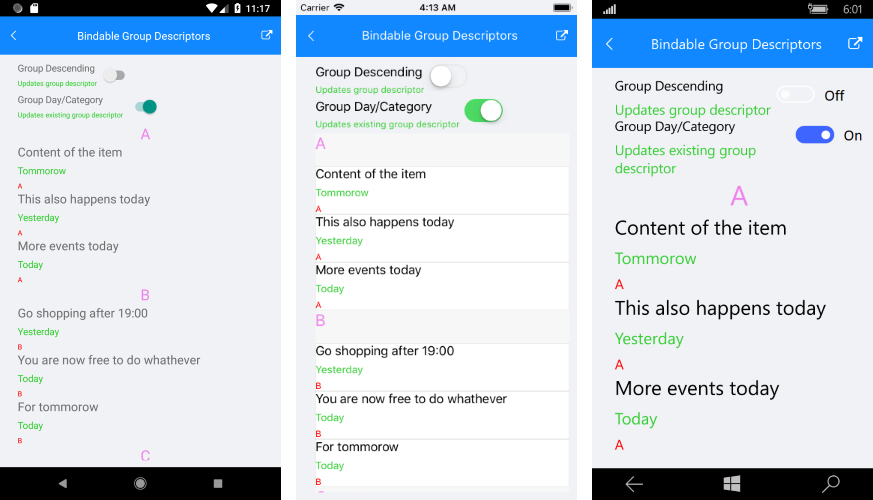 11:17
Bindable Group Descriptors
Group Descending
Updates group descriptor
Group Day/Category
Updates existing group descriptor
A
Content of the item
Tommorow
A
This also happens today
Yesterday
A
More events today
Today
A
B
Go shopping after 19:00
Yesterday
B
You are now free to do whathever
Today
B
For tommorow
Today
B
C
Carrier
4:13 AM
Bindable Group Descriptors
Group Descending
Updates group descriptor
Group Day/Category
Updates existing group descriptor
A
Content of the item
Tommorow
A
This also happens today
Yesterday
A
More events today
Today
A
B
Go shopping after 19:00
Yesterday
B
You are now free to do whathever
Today
B
For tommorow
Today
B
6:01
Bindable Group Descriptors
Group Descending
Off
Updates group descriptor
Group Day/Category
On
Updates existing group
descriptor
A
Content of the item
Tommorow
A
This also happens today
Yesterday
A
More events today
Today
A